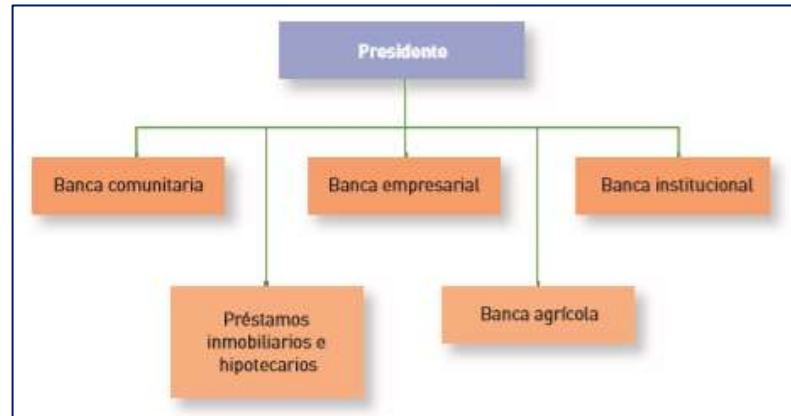 Presidente
Banca comunitaria
Banca empresarial
Banca institucional
Préstamos
inmobiliarios e
hipotecarios
Banca agrícola